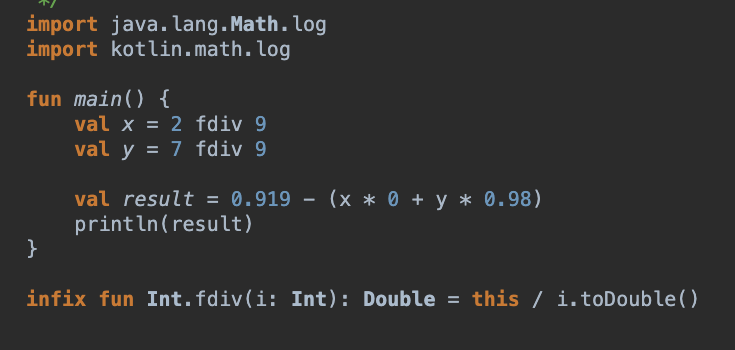 */
import java.lang.Math.log
import kotlin.math.log
fun main() {
    val x = 2 fdiv 9
    val y = 7 fdiv 9
    val result = 0.919 - (x * 0 + y * 0.98)
    println(result)
}
infix fun Int.fdiv(i: Int): Double = this / i.toDouble()